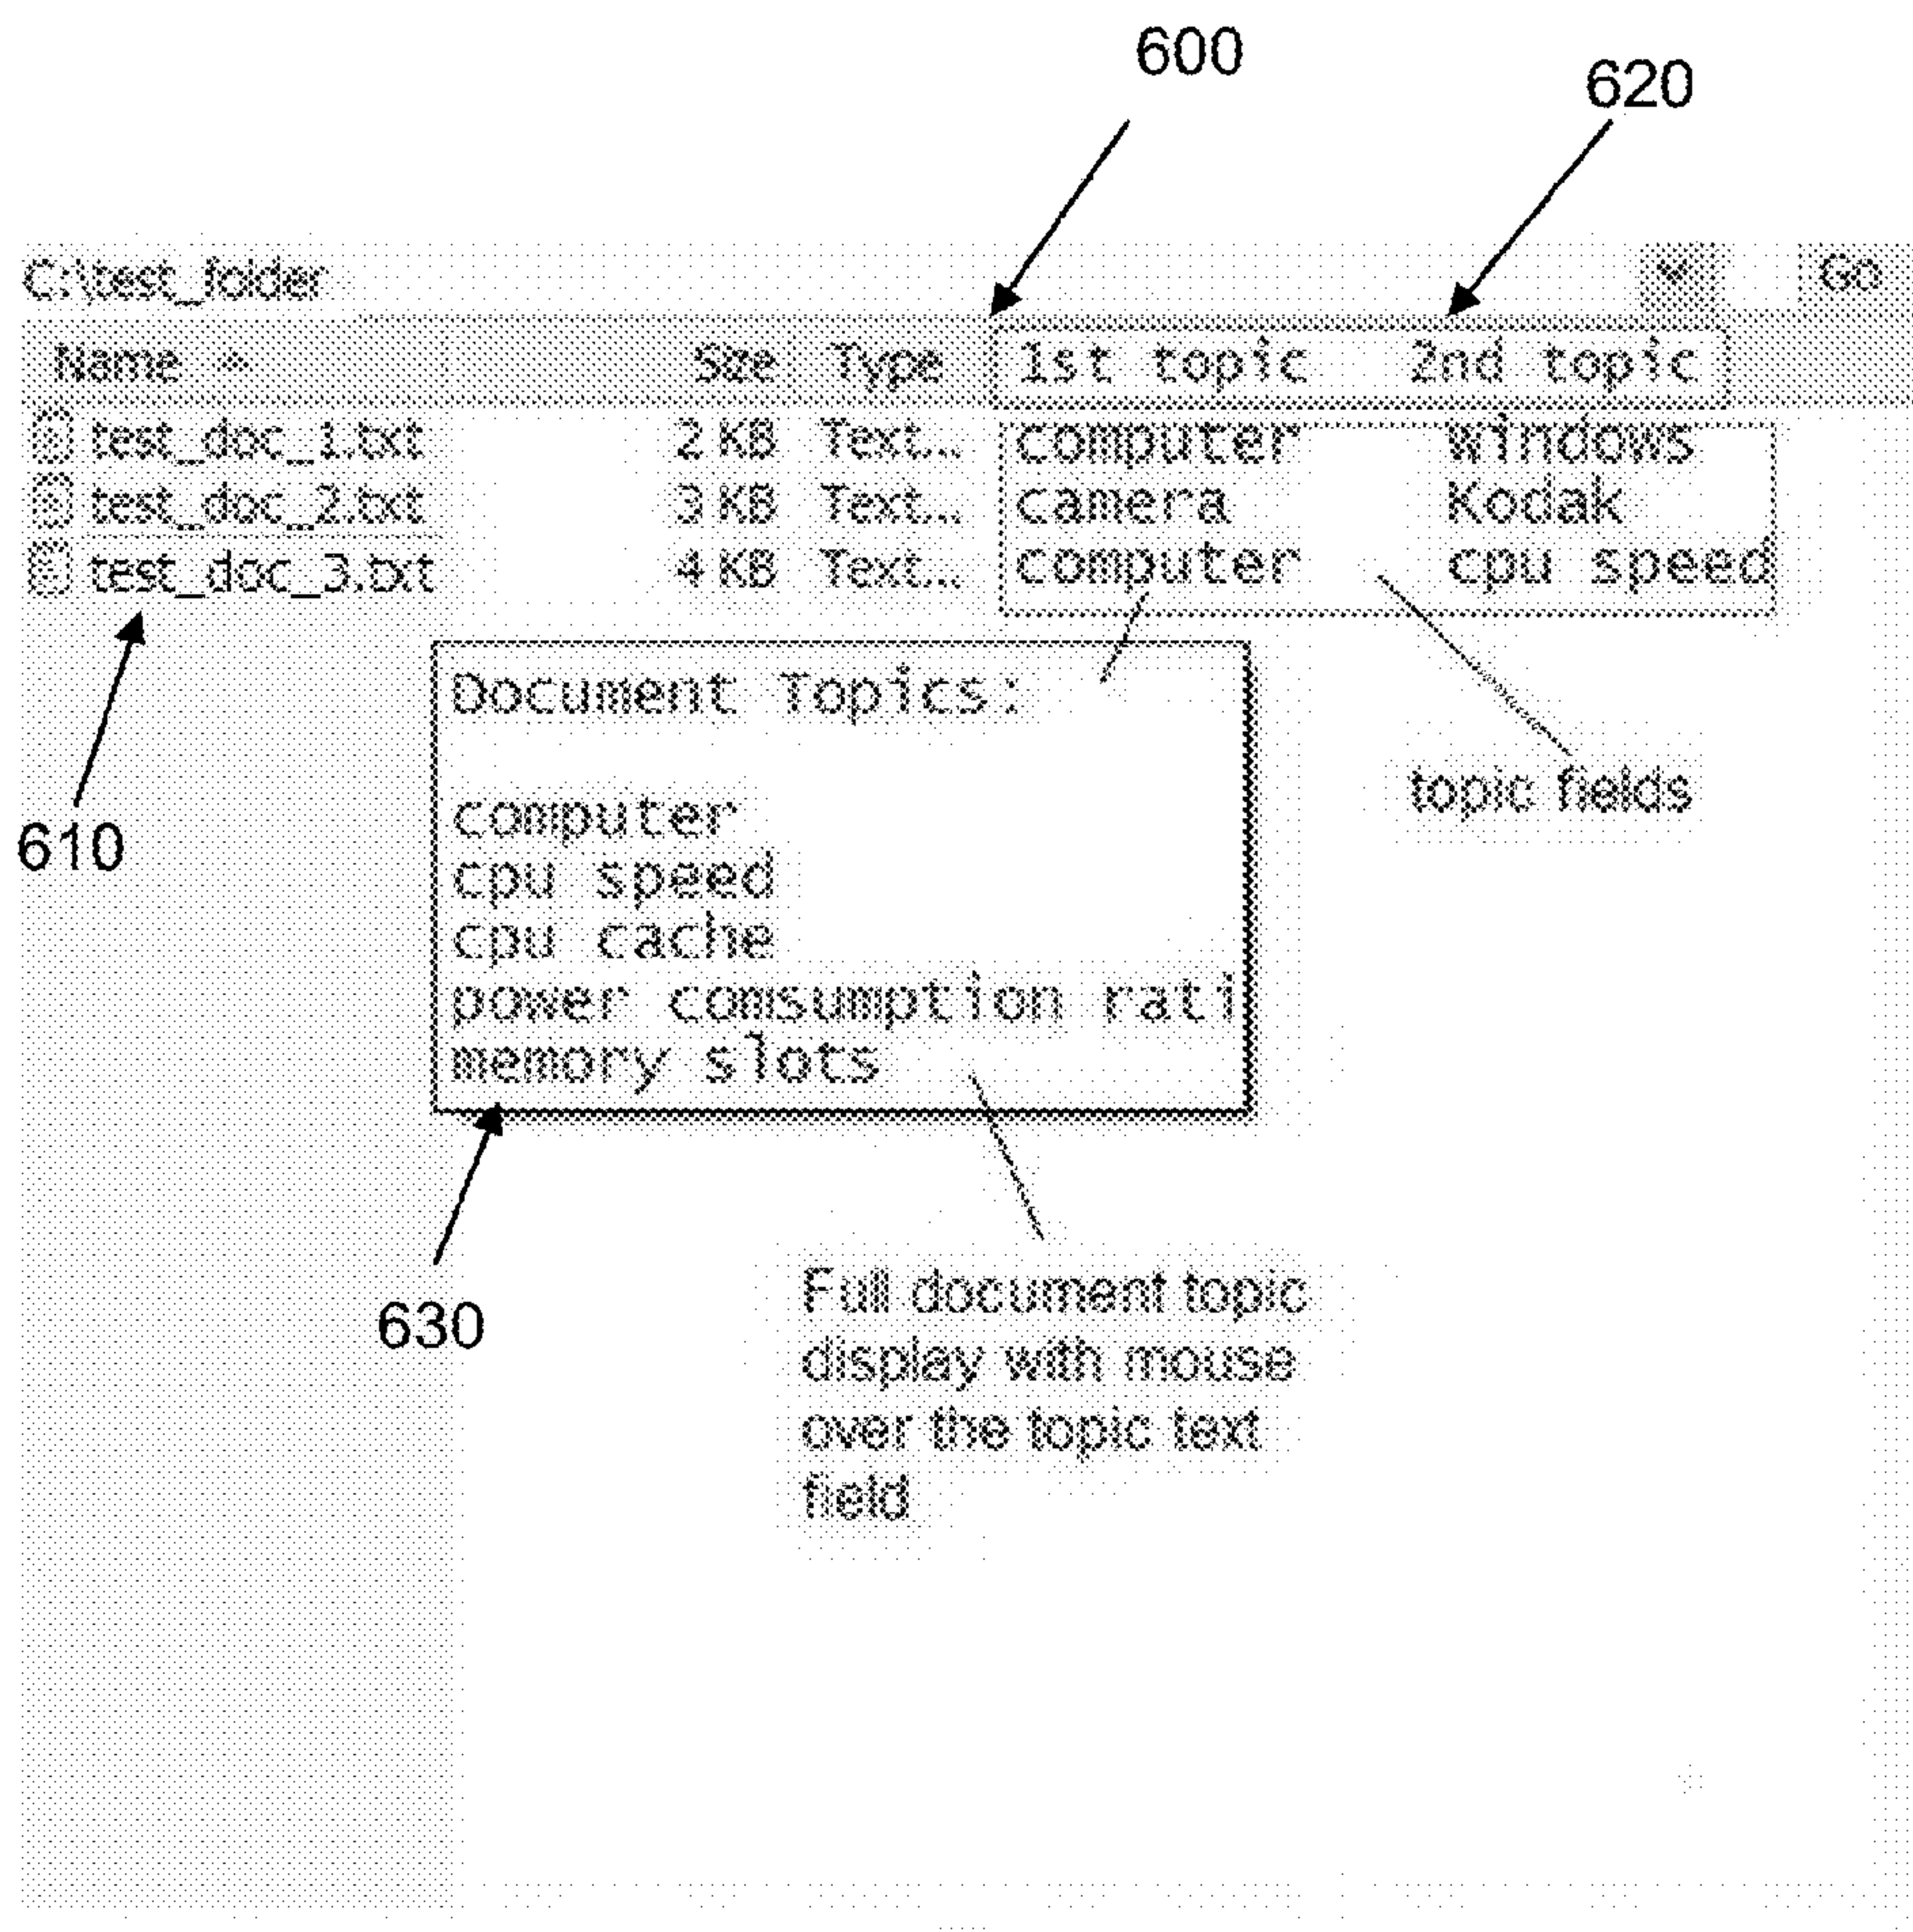 600
620
C:\test_folder Go
Name Size Type 1st topic 2nd topic
test_doc_1.txt 2 KB Text... computer windows
test_doc_2.txt 3 KB Text... camera Kodak
test_doc_3.txt 4 KB Text... computer cpu speed
Document Topics:
computer
cpu speed
cpu cache
power comsumption rati
memory slots
topic fields
610
630
Full document topic
display with mouse
over the topic text
field